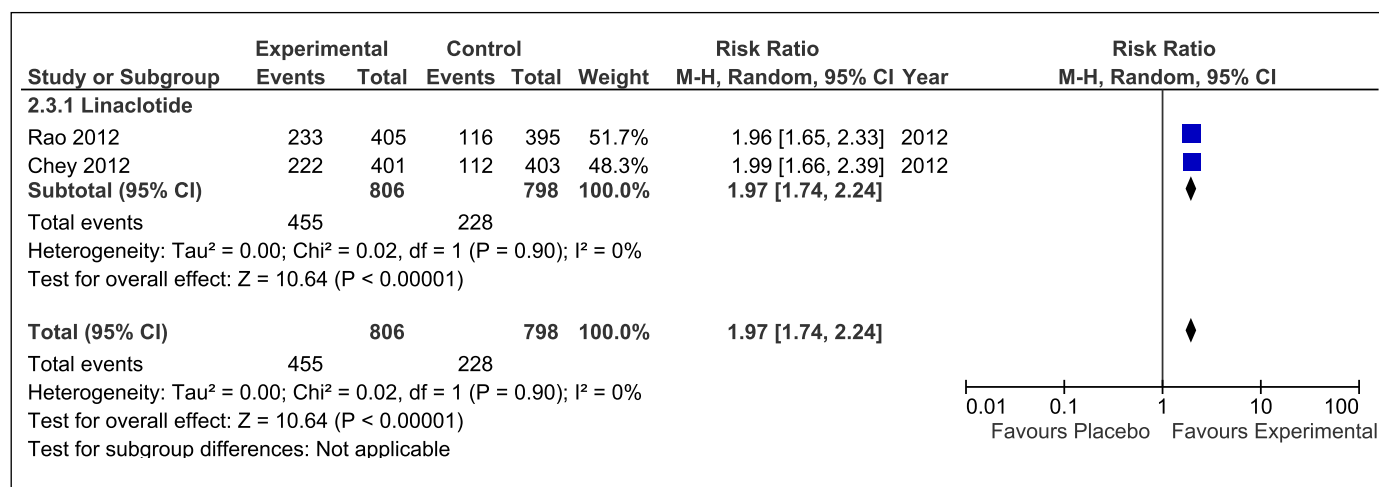 Experimental Control Risk Ratio Risk Ratio
Study or Subgroup Events Total Events Total Weight M-H, Random, 95% CI Year M-H, Random, 95% CI
2.3.1 Linaclotide
Rao 2012 233 405 116 395 51.7% 1.96 [1.65, 2.33] 2012
Chey 2012 222 401 112 403 48.3% 1.99 [1.66, 2.39] 2012
Subtotal (95% CI) 806 798 100.0% 1.97 [1.74, 2.24]
Total events 455 228
Heterogeneity: Tau² = 0.00; Chi² = 0.02, df = 1 (P = 0.90); I² = 0%
Test for overall effect: Z = 10.64 (P < 0.00001)
Total (95% CI) 806 798 100.0% 1.97 [1.74, 2.24]
Total events 455 228
Heterogeneity: Tau² = 0.00; Chi² = 0.02, df = 1 (P = 0.90); I² = 0%
Test for overall effect: Z = 10.64 (P < 0.00001)
Test for subgroup differences: Not applicable
0.01 0.1 1 10 100
Favours Placebo Favours Experimental